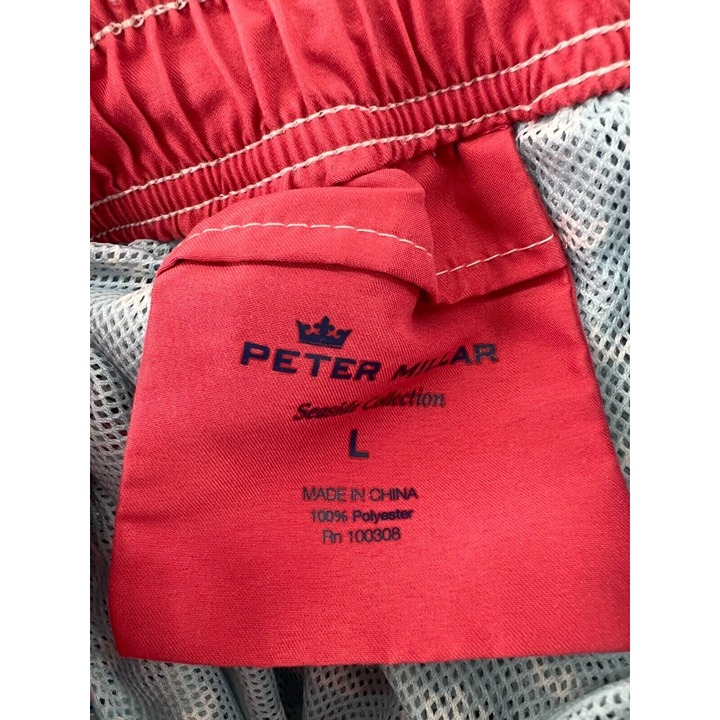 PETER MILLAR
Seaside Collection
L
MADE IN CHINA
100% Polyester
Rn 100308